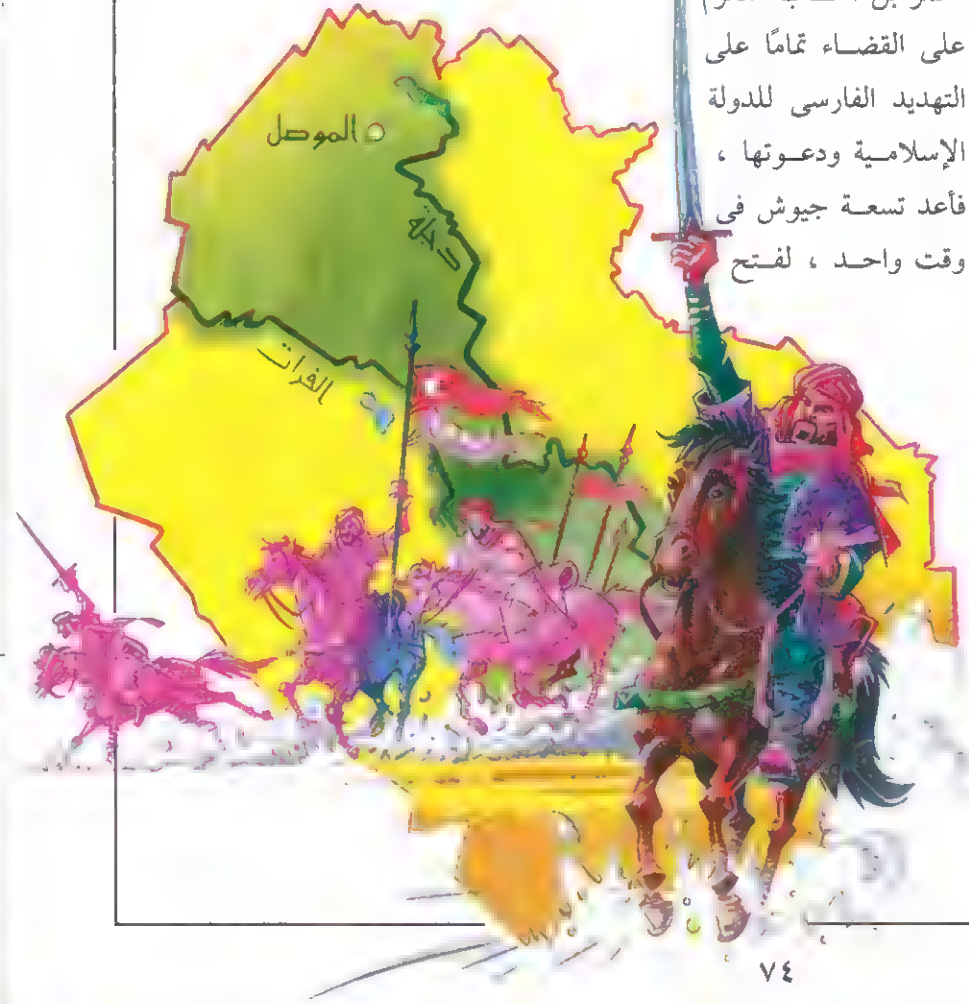 على القضاء تمامًا على
التهديد الفارسى للدولة
الإسلامية ودعوتها ،
فأعد تسعة جيوش فى
وقت واحد ، لفتح
الموصل
دجلة
الفرات
٧٤